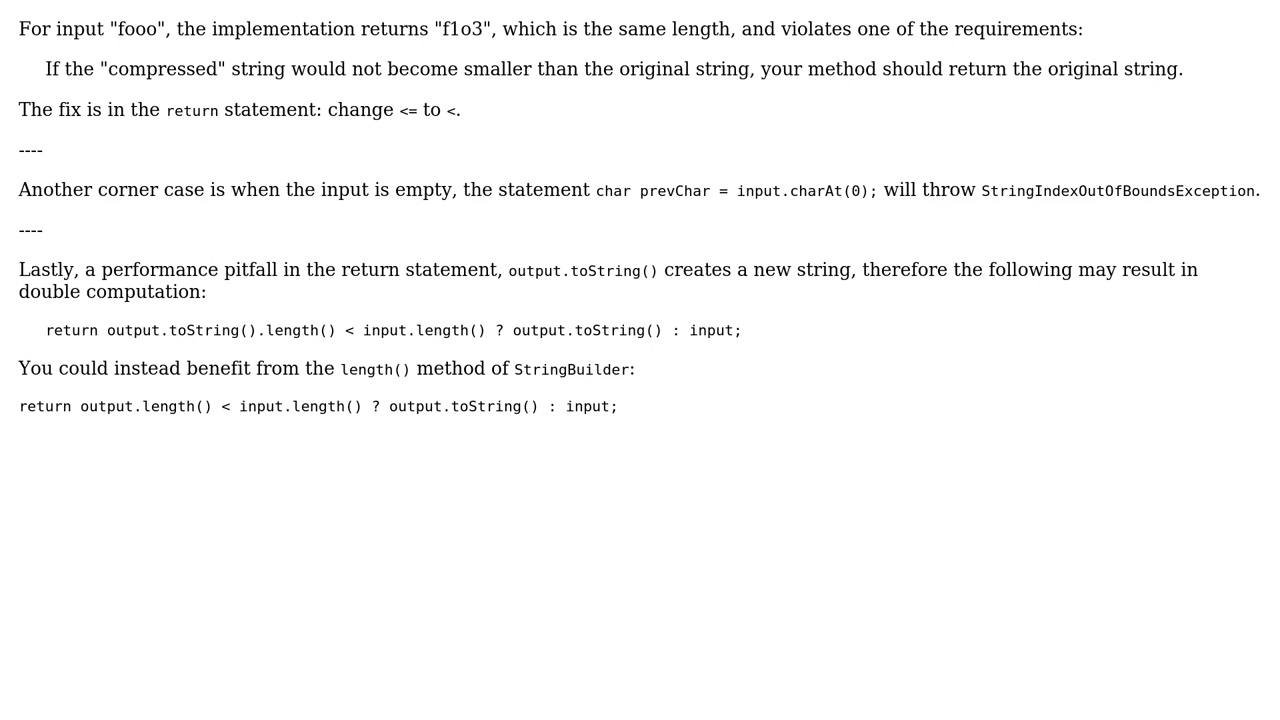 For input "fooo", the implementation returns "f1o3", which is the same length, and violates one of the requirements:
If the "compressed" string would not become smaller than the original string, your method should return the original string.
The fix is in the return statement: change <= to <.
----
Another corner case is when the input is empty, the statement char prevChar = input.charAt(0); will throw StringIndexOutOfBoundsException.
----
Lastly, a performance pitfall in the return statement, output.toString() creates a new string, therefore the following may result in
double computation:
return output.toString().length() < input.length() ? output.toString() : input;
You could instead benefit from the length() method of StringBuilder:
return output.length() < input.length() ? output.toString() : input;